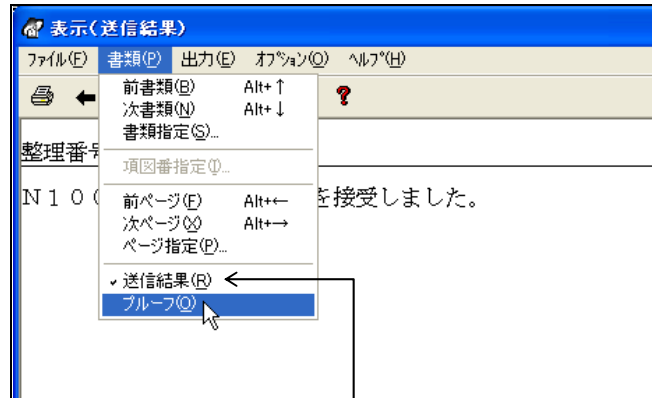 表示(送信結果)
ファイル(F) 書類(P) 出力(E) オプション(O) ヘルプ(H)
前書類(B) Alt+↑
次書類(N) Alt+↓
書類指定(S)...
整理番号
項図番指定(I)...
N10
を接受しました。
前ページ(F) Alt+←
次ページ(X) Alt+→
ページ指定(P)...
✓送信結果(R)
プルーフ(O)